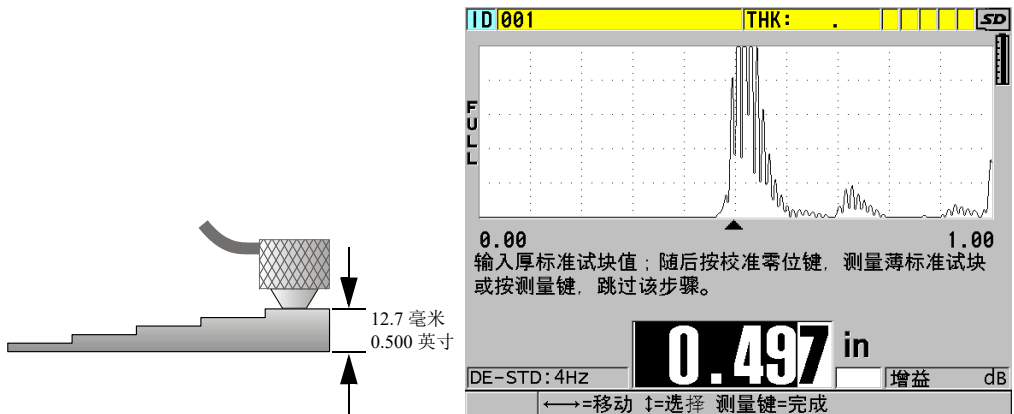 12.7 毫米
0.500 英寸
ID 001 THK: . SD
FULL
0.00 1.00
输入厚标准试块值；随后按校准零位键，测量薄标准试块
或按测量键，跳过该步骤。
0.497 in
DE-STD:4Hz 增益 dB
←→=移动 ↕=选择 测量键=完成